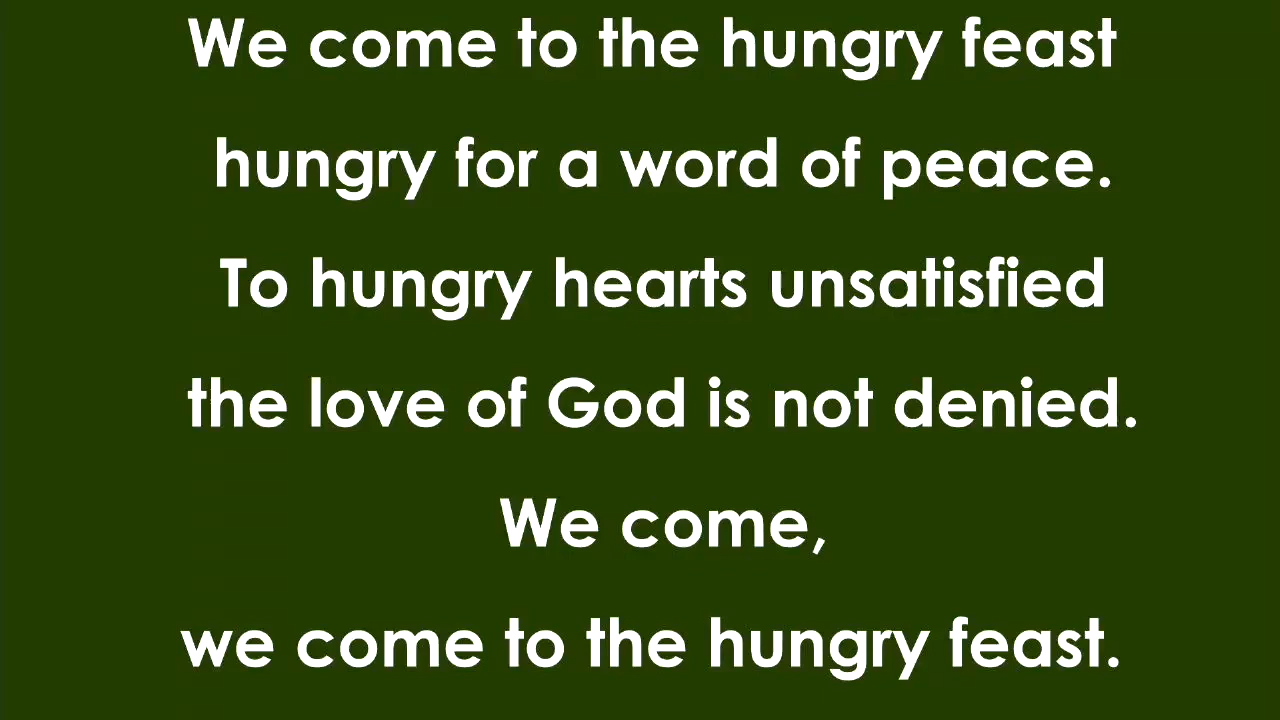 We come to the hungry feast
hungry for a word of peace.
To hungry hearts unsatisfied
the love of God is not denied.
We come,
we come to the hungry feast.